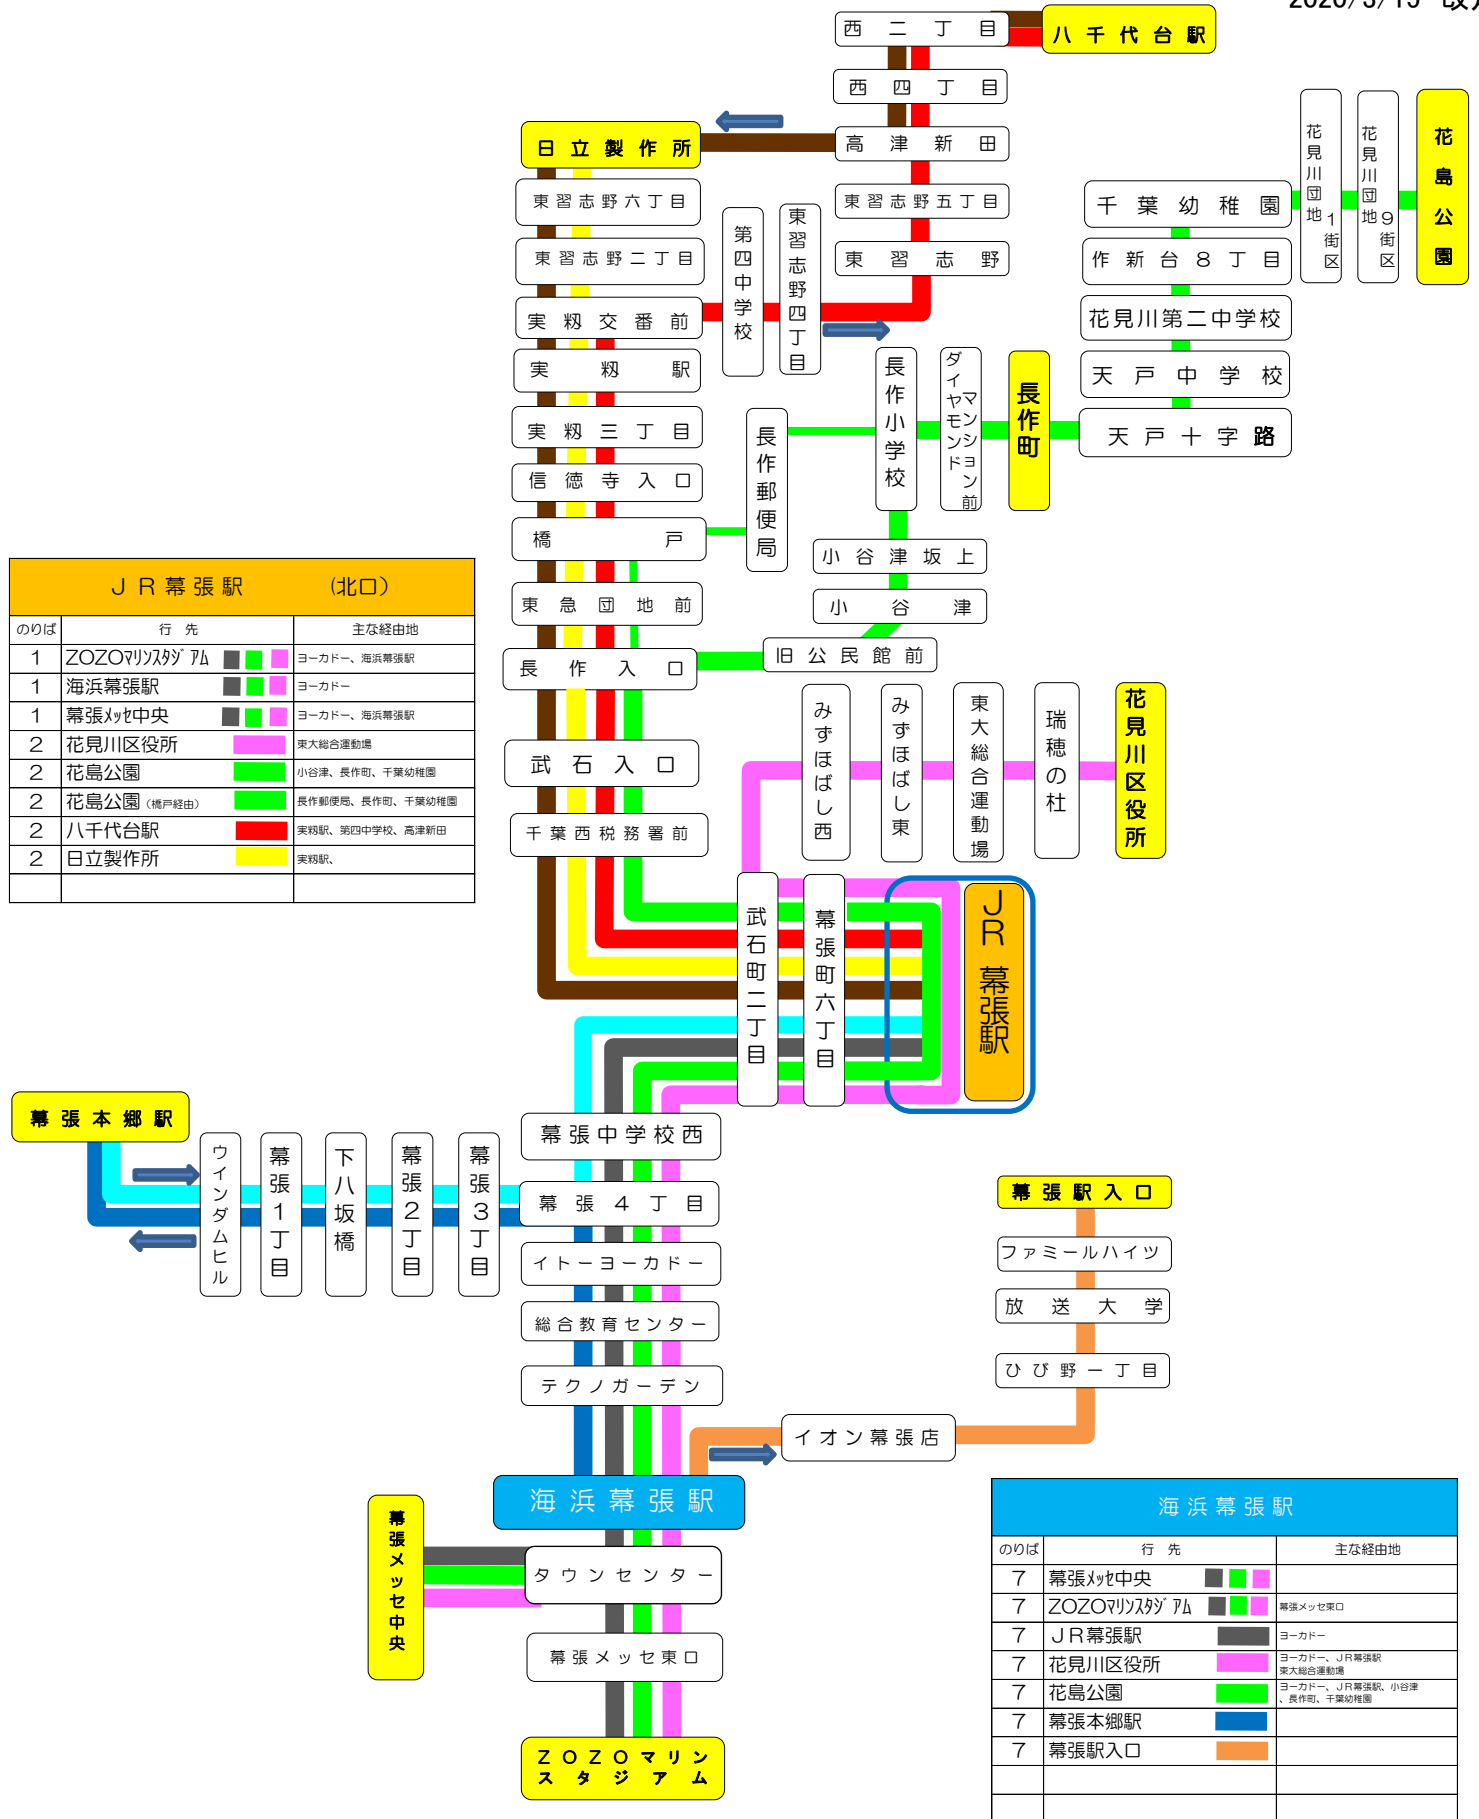 西二丁目
八千代台駅
西四丁目
日立製作所
高津新田
東習志野六丁目
東習志野五丁目
東習志野二丁目
東習志野
第四中学校
東習志野四丁目
実籾交番前
実籾駅
実籾三丁目
信徳寺入口
橋戸
東急団地前
長作入口
武石入口
千葉西税務署前
花見川団地1街区
花見川団地9街区
花島公園
千葉幼稚園
作新台8丁目
花見川第二中学校
天戸中学校
天戸十字路
長作町
ダイヤモンドマンション前
長作小学校
長作郵便局
小谷津坂上
小谷津
旧公民館前
みずほばし西
みずほばし東
東大総合運動場
瑞穂の杜
花見川区役所
JR幕張駅 (北口)
のりば 行先 主な経由地
1 ZOZOマリンスタジアム ヨーカドー、海浜幕張駅
1 海浜幕張駅 ヨーカドー
1 幕張メッセ中央 ヨーカドー、海浜幕張駅
2 花見川区役所 東大総合運動場
2 花島公園 小谷津、長作町、千葉幼稚園
2 花島公園(橋戸経由) 長作郵便局、長作町、千葉幼稚園
2 八千代台駅 実籾駅、第四中学校、高津新田
2 日立製作所 実籾駅、
武石町二丁目
幕張町六丁目
JR幕張駅
幕張本郷駅
ウインダムヒル
幕張1丁目
下八坂橋
幕張2丁目
幕張3丁目
幕張中学校西
幕張4丁目
イトーヨーカドー
総合教育センター
テクノガーデン
幕張駅入口
ファミールハイツ
放送大学
ひび野一丁目
イオン幕張店
海浜幕張駅
幕張メッセ中央
タウンセンター
幕張メッセ東口
ZOZOマリン
スタジアム
海浜幕張駅
のりば 行先 主な経由地
7 幕張メッセ中央
7 ZOZOマリンスタジアム 幕張メッセ東口
7 JR幕張駅 ヨーカドー
7 花見川区役所 ヨーカドー、JR幕張駅
東大総合運動場
7 花島公園 ヨーカドー、JR幕張駅、小谷津
、長作町、千葉幼稚園
7 幕張本郷駅
7 幕張駅入口